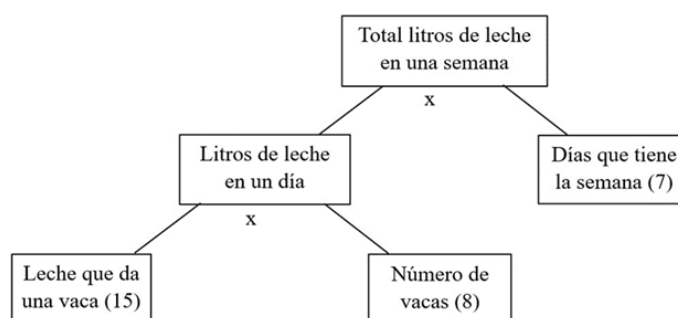 Total litros de leche
en una semana
x
Litros de leche
en un día
Días que tiene
la semana (7)
x
Leche que da
una vaca (15)
Número de
vacas (8)